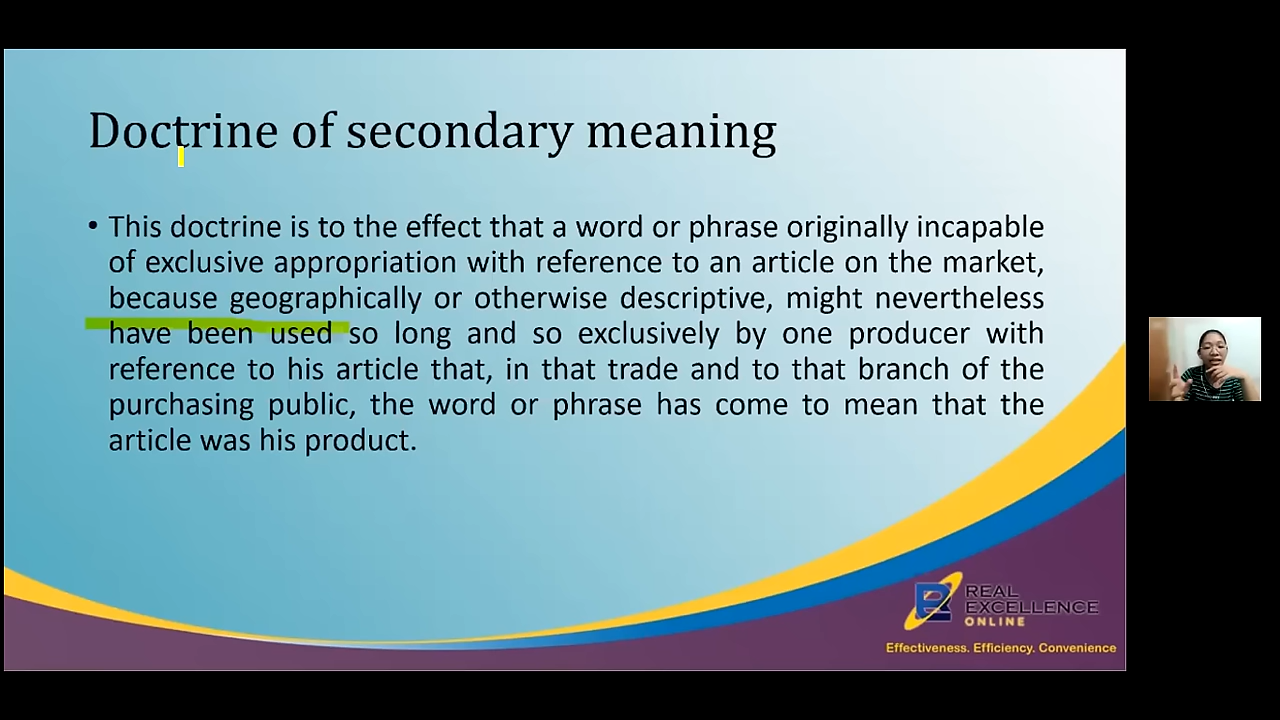 Doctrine of secondary meaning
• This doctrine is to the effect that a word or phrase originally incapable
of exclusive appropriation with reference to an article on the market,
because geographically or otherwise descriptive, might nevertheless
have been used so long and so exclusively by one producer with
reference to his article that, in that trade and to that branch of the
purchasing public, the word or phrase has come to mean that the
article was his product.
REAL
EXCELLENCE
ONLINE
Effectiveness. Efficiency. Convenience